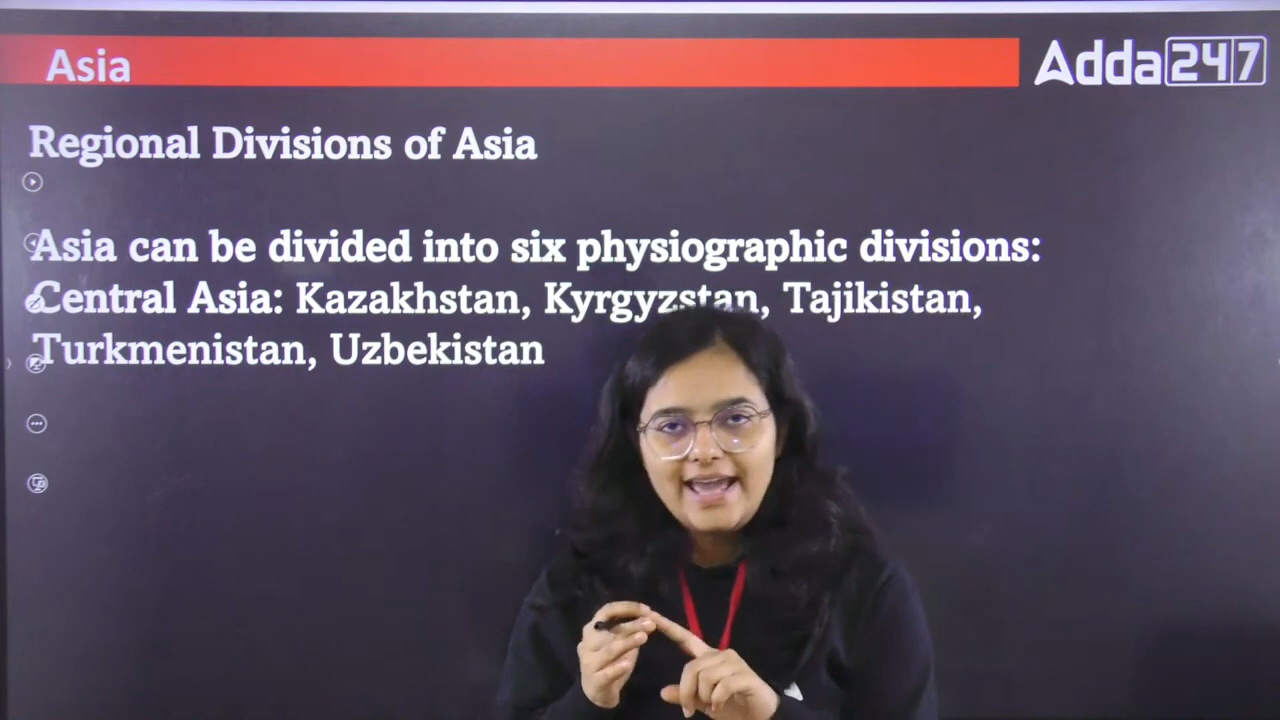 Asia
Adda247
Regional Divisions of Asia
Asia can be divided into six physiographic divisions:
Central Asia: Kazakhstan, Kyrgyzstan, Tajikistan,
Turkmenistan, Uzbekistan